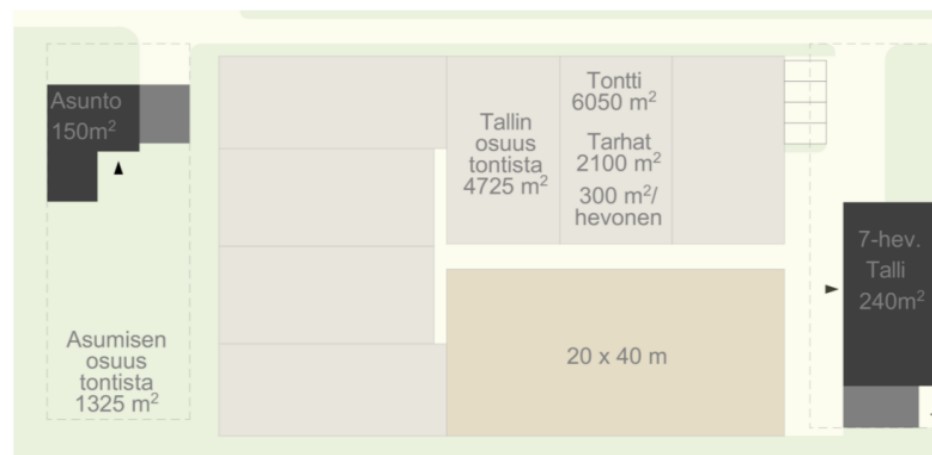 Asunto
150m²
Asumisen
osuus
tontista
1325 m²
Tallin
osuus
tontista
4725 m²
Tontti
6050 m²
Tarhat
2100 m²
300 m²/
hevonen
20 x 40 m
7-hev.
Talli
240m²